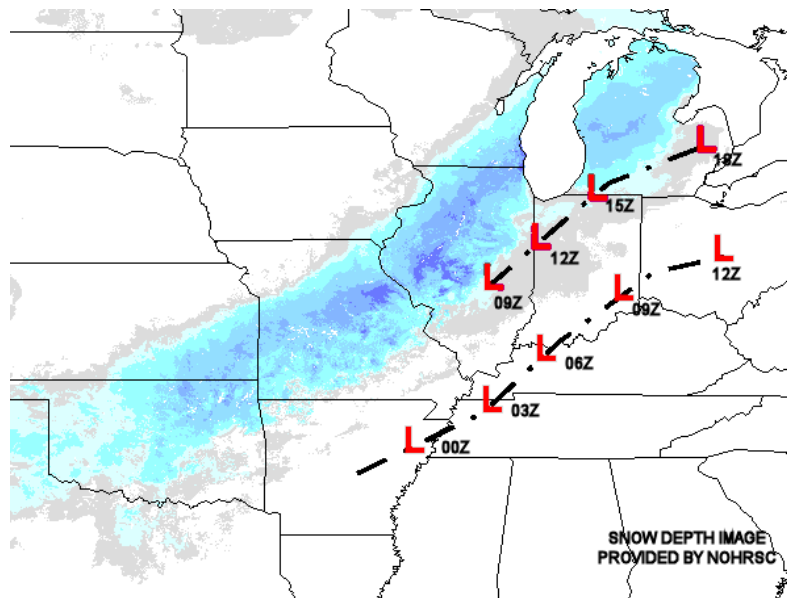 L
18Z
L
15Z
L
12Z
L
12Z
L
09Z
L
09Z
L
06Z
L
03Z
L
00Z
SNOW DEPTH IMAGE
PROVIDED BY NOHRSC